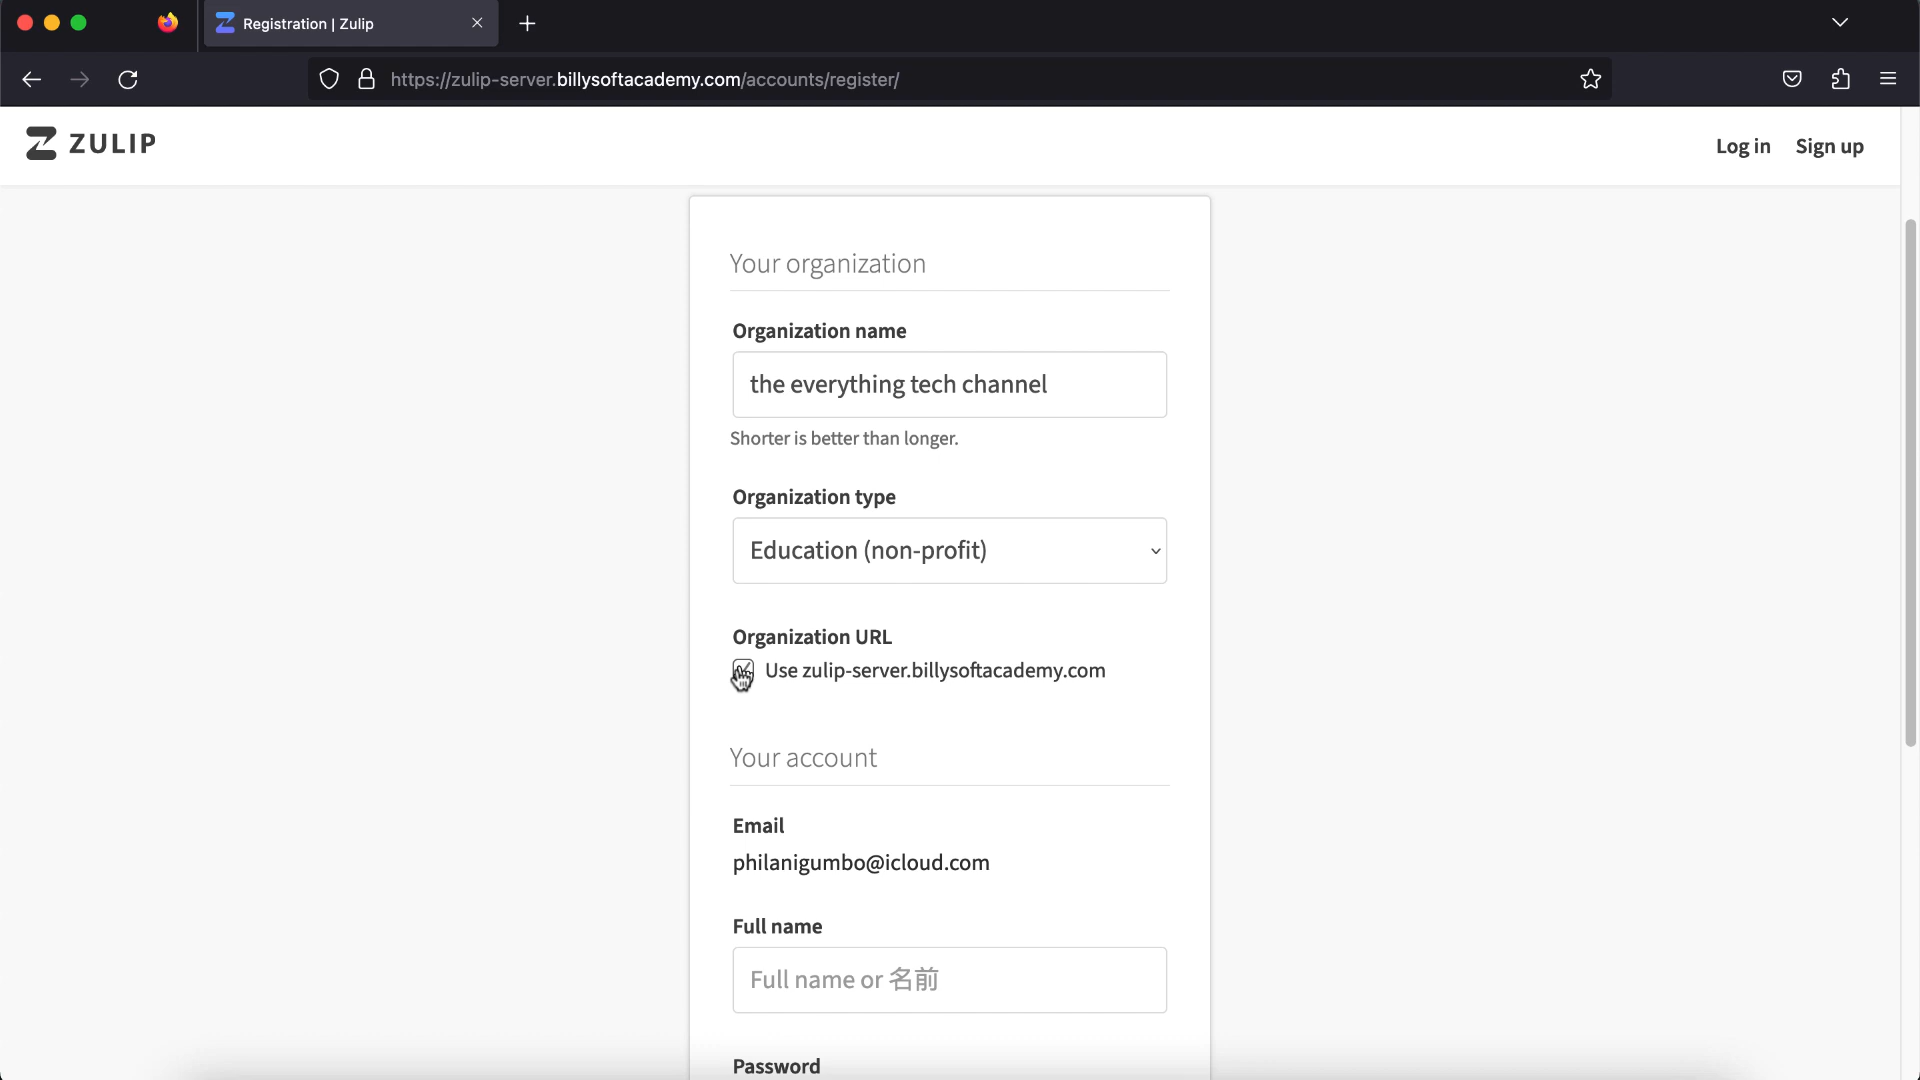 Registration | Zulip
https://zulip-server.billysoftacademy.com/accounts/register/
ZULIP
Log in
Sign up
Your organization
Organization name
the everything tech channel
Shorter is better than longer.
Organization type
Education (non-profit)
Organization URL
Use zulip-server.billysoftacademy.com
Your account
Email
philanigumbo@icloud.com
Full name
Full name or 名前
Password